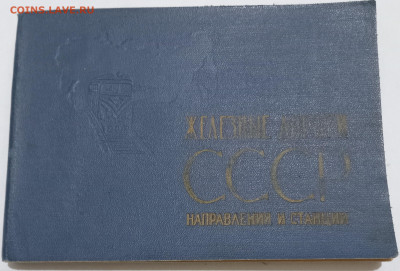 COINS.LAVE.RU
ЖЕЛЕЗНЫЕ ДОРОГИ
СССР
НАПРАВЛЕНИЯ И СТАНЦИИ